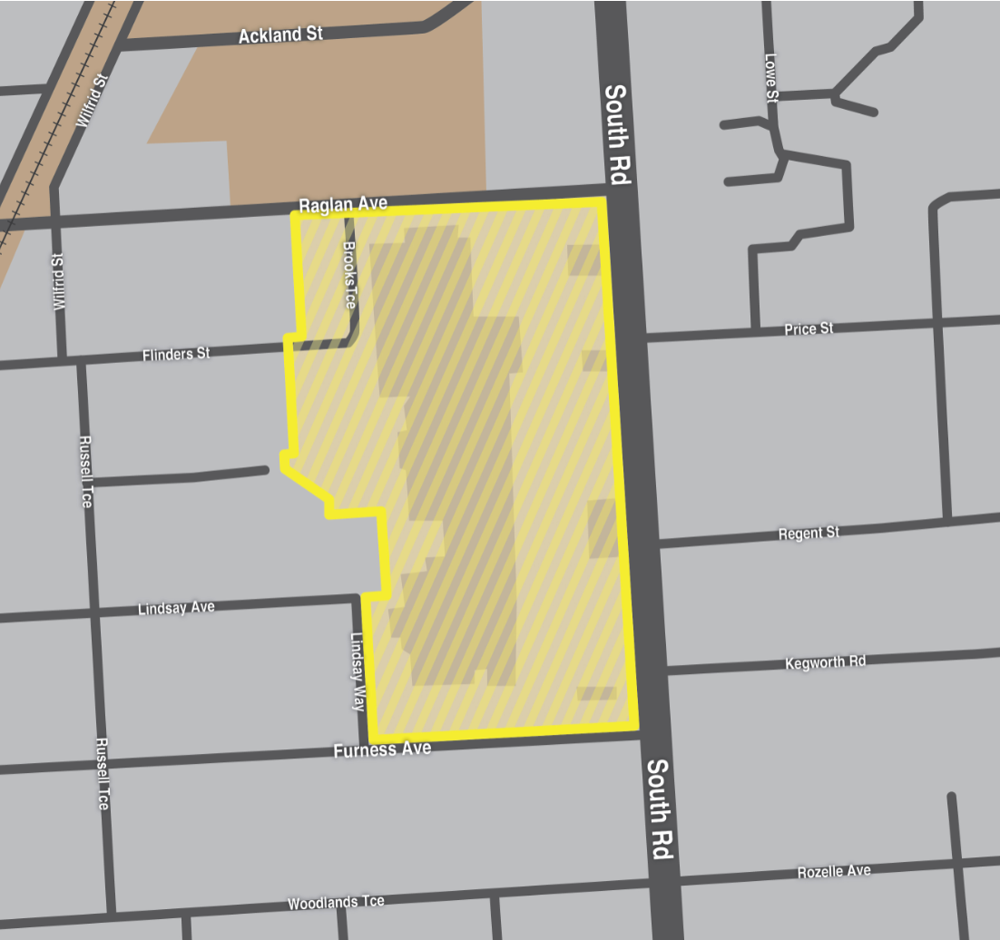 Ackland St
Lowe St
Wilfrid St
South Rd
Raglan Ave
Brooks Tce
Wilfrid St
Price St
Flinders St
Russell Tce
Regent St
Lindsay Ave
Lindsay Way
Kegworth Rd
Furness Ave
Russell Tce
South Rd
Rozelle Ave
Woodlands Tce